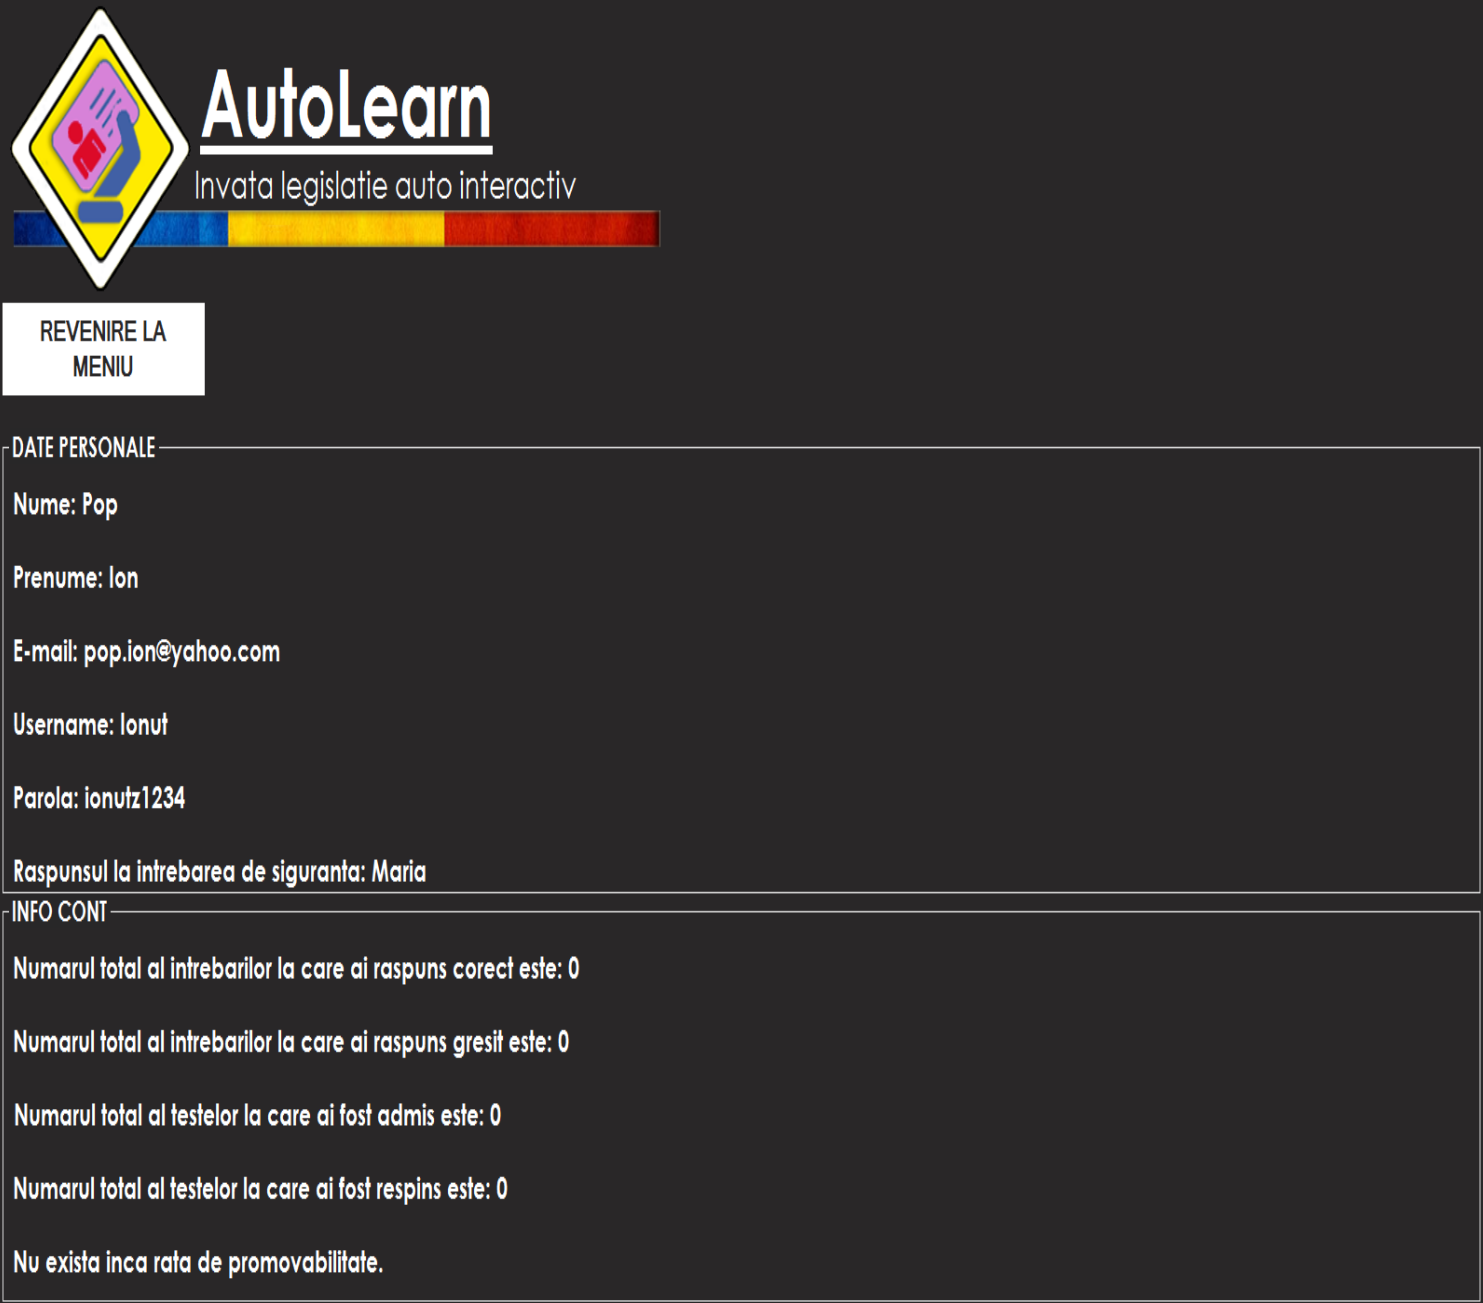 AutoLearn
Invata legislatie auto interactiv
REVENIRE LA
MENIU
DATE PERSONALE
Nume: Pop
Prenume: Ion
E-mail: pop.ion@yahoo.com
Username: Ionut
Parola: ionutz1234
Raspunsul la intrebarea de siguranta: Maria
INFO CONT
Numarul total al intrebarilor la care ai raspuns corect este: 0
Numarul total al intrebarilor la care ai raspuns gresit este: 0
Numarul total al testelor la care ai fost admis este: 0
Numarul total al testelor la care ai fost respins este: 0
Nu exista inca rata de promovabilitate.